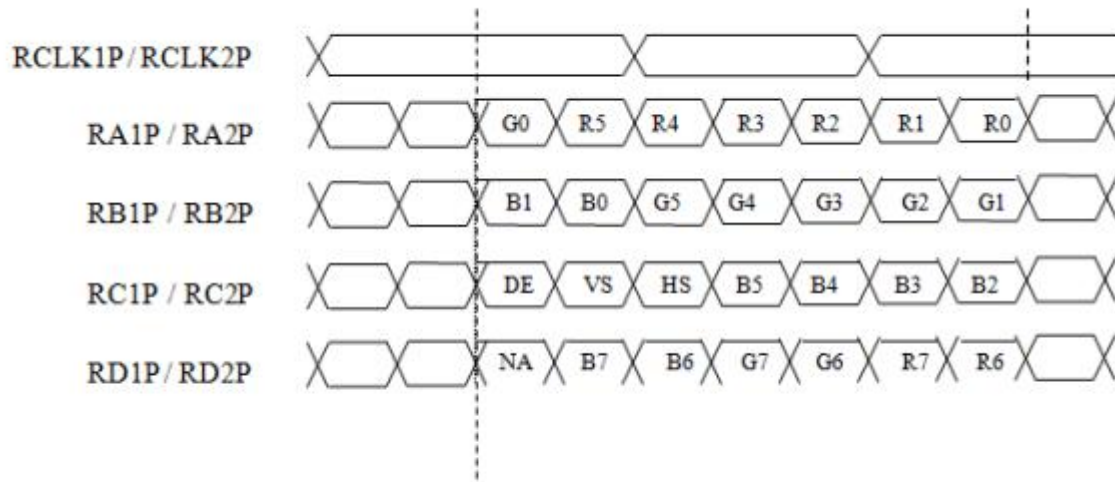 RCLK1P/RCLK2P
RA1P / RA2P G0 R5 R4 R3 R2 R1 R0
RB1P / RB2P B1 B0 G5 G4 G3 G2 G1
RC1P / RC2P DE VS HS B5 B4 B3 B2
RD1P/ RD2P NA B7 B6 G7 G6 R7 R6